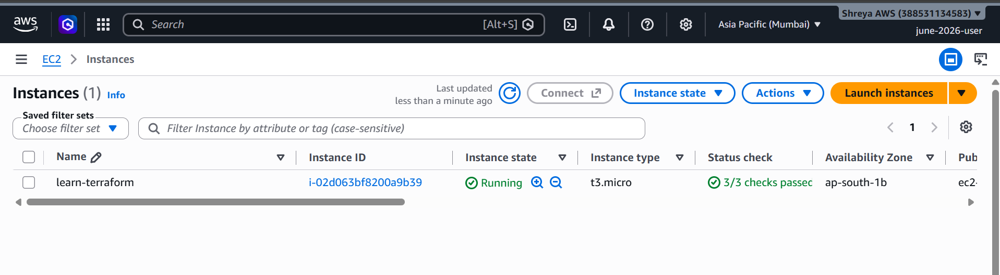 aws
Search [Alt+S]
Asia Pacific (Mumbai)
Shreya AWS (388531134583)
june-2026-user
EC2 Instances
Instances (1) Info
Last updated
less than a minute ago
Connect
Instance state
Actions
Launch instances
Saved filter sets
Choose filter set
Filter Instance by attribute or tag (case-sensitive)
1
Name Instance ID Instance state Instance type Status check Availability Zone Pub
learn-terraform i-02d063bf8200a9b39 Running t3.micro 3/3 checks passed ap-south-1b ec2-